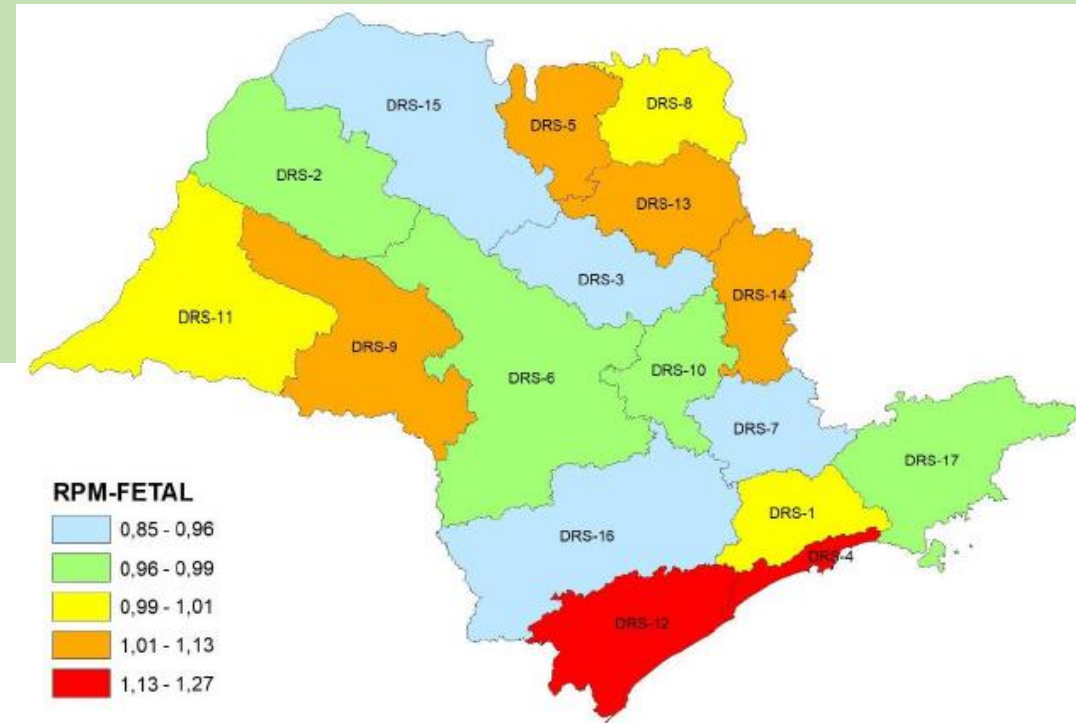 DRS-15
DRS-8
DRS-5
DRS-2
DRS-13
DRS-3
DRS-14
DRS-11
DRS-9
DRS-10
DRS-6
DRS-7
DRS-17
DRS-1
DRS-16
DRS-4
DRS-12
RPM-FETAL
0,85 - 0,96
0,96 - 0,99
0,99 - 1,01
1,01 - 1,13
1,13 - 1,27